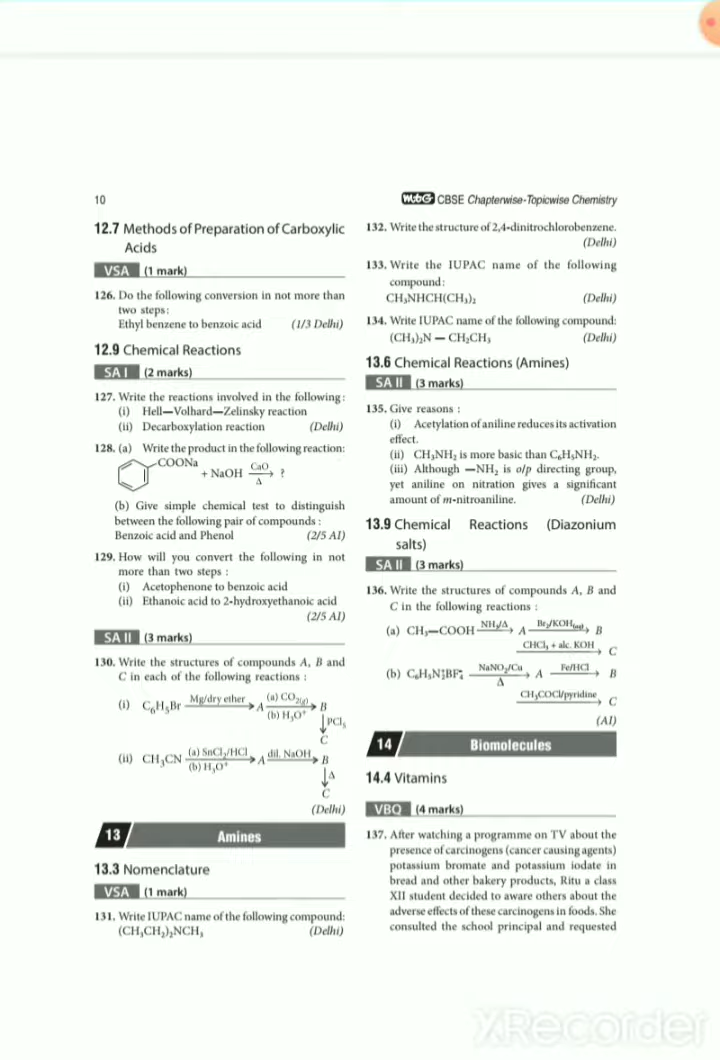 10
MtG CBSE Chapterwise-Topicwise Chemistry
12.7 Methods of Preparation of Carboxylic
Acids
VSA (1 mark)
126. Do the following conversion in not more than
two steps:
Ethyl benzene to benzoic acid (1/3 Delhi)
12.9 Chemical Reactions
SA I (2 marks)
127. Write the reactions involved in the following:
(i) Hell—Volhard—Zelinsky reaction
(ii) Decarboxylation reaction (Delhi)
128. (a) Write the product in the following reaction:
COONa
+ NaOH CaO/Δ → ?
(b) Give simple chemical test to distinguish
between the following pair of compounds :
Benzoic acid and Phenol (2/5 AI)
129. How will you convert the following in not
more than two steps :
(i) Acetophenone to benzoic acid
(ii) Ethanoic acid to 2-hydroxyethanoic acid
(2/5 AI)
SA II (3 marks)
130. Write the structures of compounds A, B and
C in each of the following reactions :
(i) C₆H₅Br Mg/dry ether → A (a) CO₂(g) (b) H₃O⁺ → B
↓ PCl₅
C
(ii) CH₃CN (a) SnCl₂/HCl (b) H₃O⁺ → A dil. NaOH → B
↓ Δ
C
(Delhi)
13 Amines
13.3 Nomenclature
VSA (1 mark)
131. Write IUPAC name of the following compound:
(CH₃CH₂)₂NCH₃ (Delhi)
132. Write the structure of 2,4-dinitrochlorobenzene.
(Delhi)
133. Write the IUPAC name of the following
compound :
CH₃NHCH(CH₃)₂ (Delhi)
134. Write IUPAC name of the following compound:
(CH₃)₂N — CH₂CH₃ (Delhi)
13.6 Chemical Reactions (Amines)
SA II (3 marks)
135. Give reasons :
(i) Acetylation of aniline reduces its activation
effect.
(ii) CH₃NH₂ is more basic than C₆H₅NH₂.
(iii) Although —NH₂ is o/p directing group,
yet aniline on nitration gives a significant
amount of m-nitroaniline. (Delhi)
13.9 Chemical Reactions (Diazonium
salts)
SA II (3 marks)
136. Write the structures of compounds A, B and
C in the following reactions :
(a) CH₃—COOH NH₃/Δ → A Br₂/KOH(aq) → B
CHCl₃ + alc. KOH → C
(b) C₆H₅N₂⁺BF₄⁻ NaNO₂/Cu Δ → A Fe/HCl → B
CH₃COCl/pyridine → C
(AI)
14 Biomolecules
14.4 Vitamins
VBQ (4 marks)
137. After watching a programme on TV about the
presence of carcinogens (cancer causing agents)
potassium bromate and potassium iodate in
bread and other bakery products, Ritu a class
XII student decided to aware others about the
adverse effects of these carcinogens in foods. She
consulted the school principal and requested
XRecorder